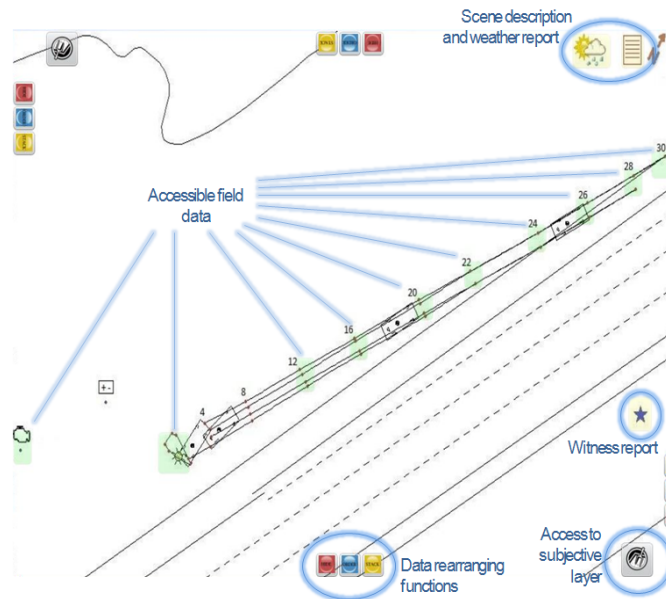 Scene description
and weather report
Accessible field
data
30
28
26
24
22
20
16
12
8
4
+-
Witness report
Data rearranging
functions
Access to
subjective
layer